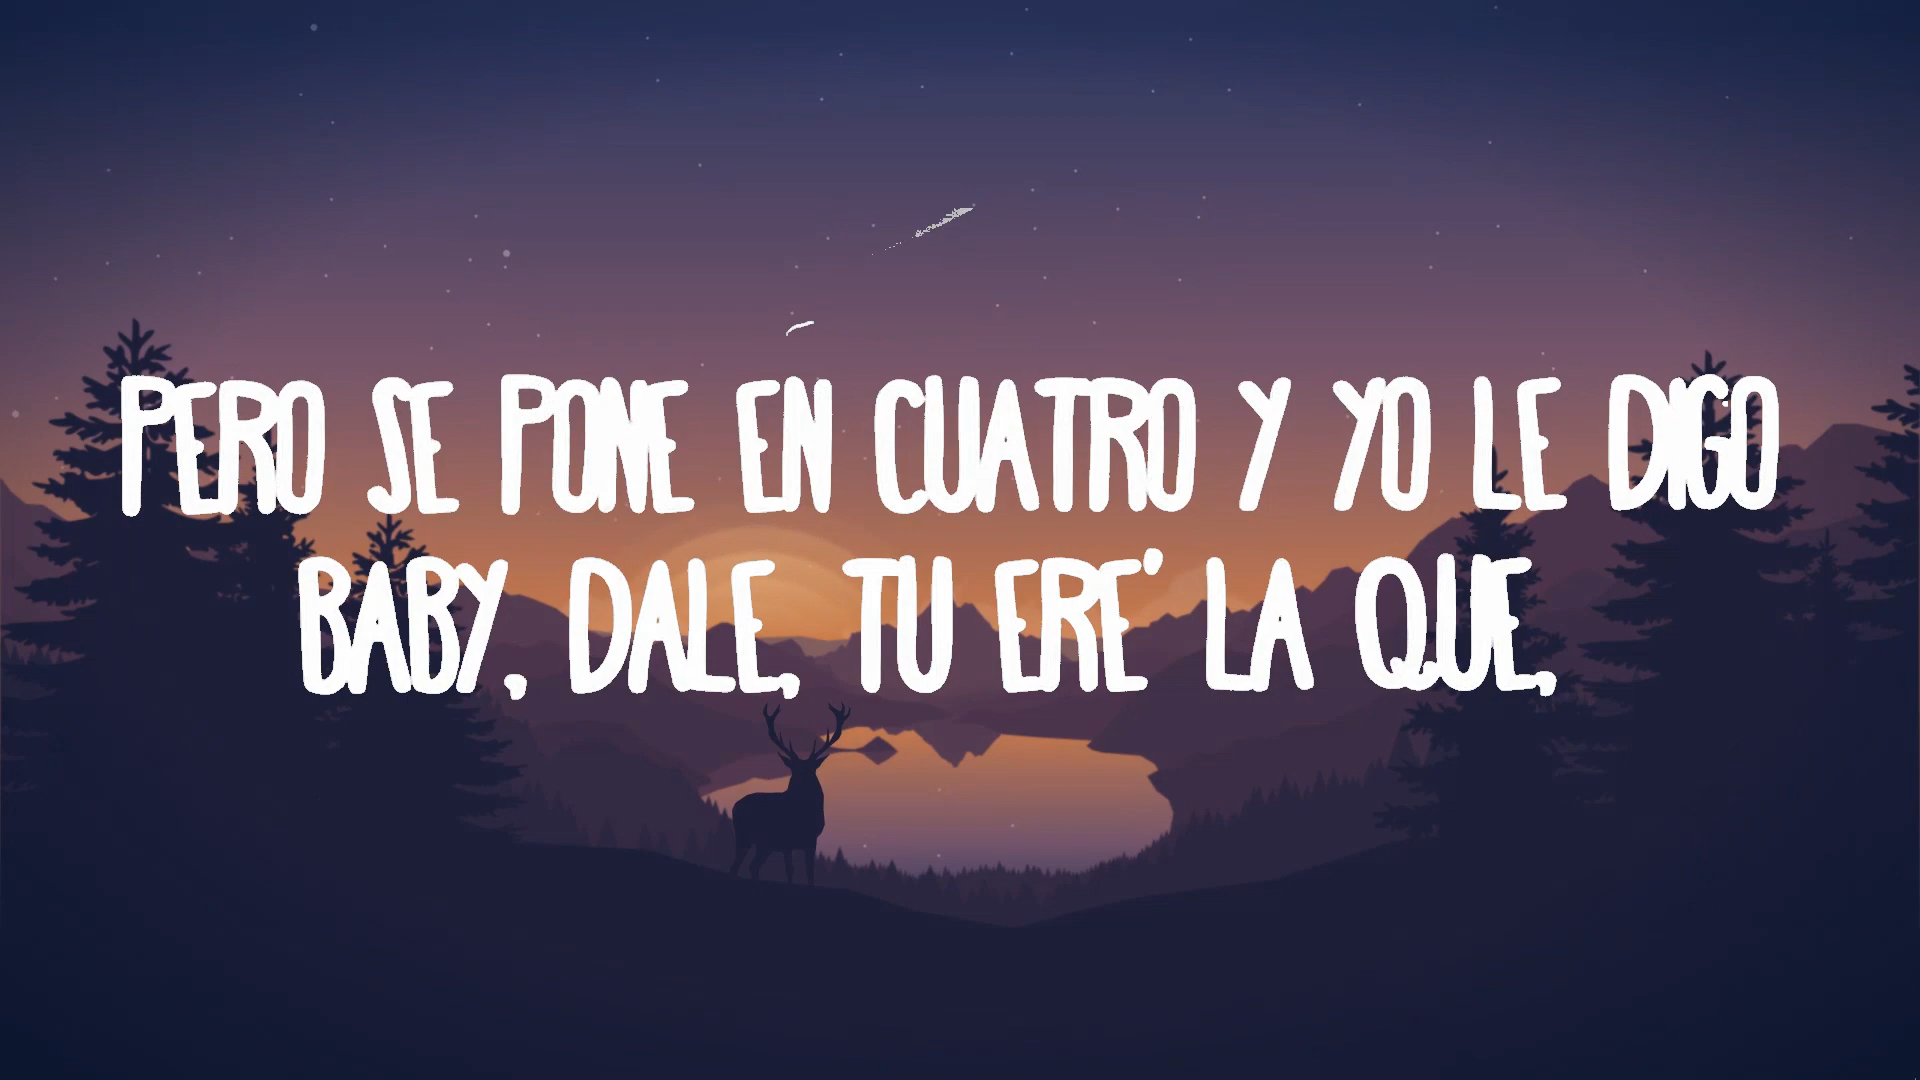 PERO SE PONE EN CUATRO Y YO LE DIGO
BABY, DALE, TU ERE' LA QUE,